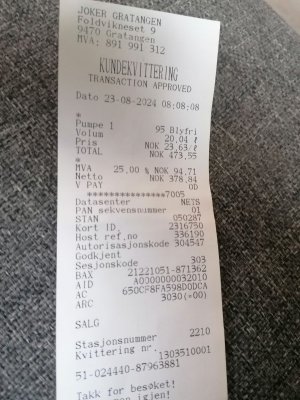 JOKER GRATANGEN
Foldvikneset 9
9470 Gratangen
MVA: 891 991 312
KUNDEKVITTERING
TRANSACTION APPROVED
Dato 23-08-2024 08:08:08
*
Pumpe 1 95 Blyfri
Volum 20,04 ℓ
Pris NOK 23,63/ℓ
TOTAL NOK 473,55
*
MVA 25,00 % NOK 94,71
Netto NOK 378,84
V PAY OD
***************7005
Datasenter NETS
PAN sekvensnummer 01
STAN 050287
Kort ID. 2316750
Host ref.no 336190
Autorisasjonskode 304547
Godkjent
Sesjonskode 303
BAX 21221051-871362
AID A0000000032010
AC 650CF8FA598D0DCA
ARC 3030(=00)
SALG
Stasjonsnummer 2210
Kvittering nr. 1303510001
51-024440-87963881
Takk for besøket!
igjen!